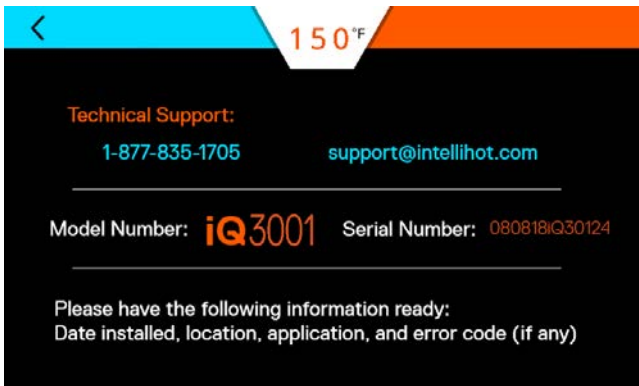 150°F
Technical Support:
1-877-835-1705 support@intellihot.com
Model Number: iQ3001 Serial Number: 080818iQ30124
Please have the following information ready:
Date installed, location, application, and error code (if any)